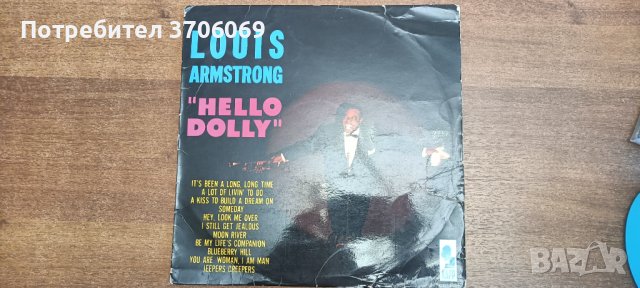 Потребител 3706069
LOUIS
ARMSTRONG
"HELLO
DOLLY"
IT'S BEEN A LONG, LONG TIME
A LOT OF LIVIN' TO DO
A KISS TO BUILD A DREAM ON
SOMEDAY
HEY, LOOK ME OVER
I STILL GET JEALOUS
MOON RIVER
BE MY LIFE'S COMPANION
BLUEBERRY HILL
YOU ARE WOMAN, I AM MAN
JEEPERS CREEPERS
BAZAR